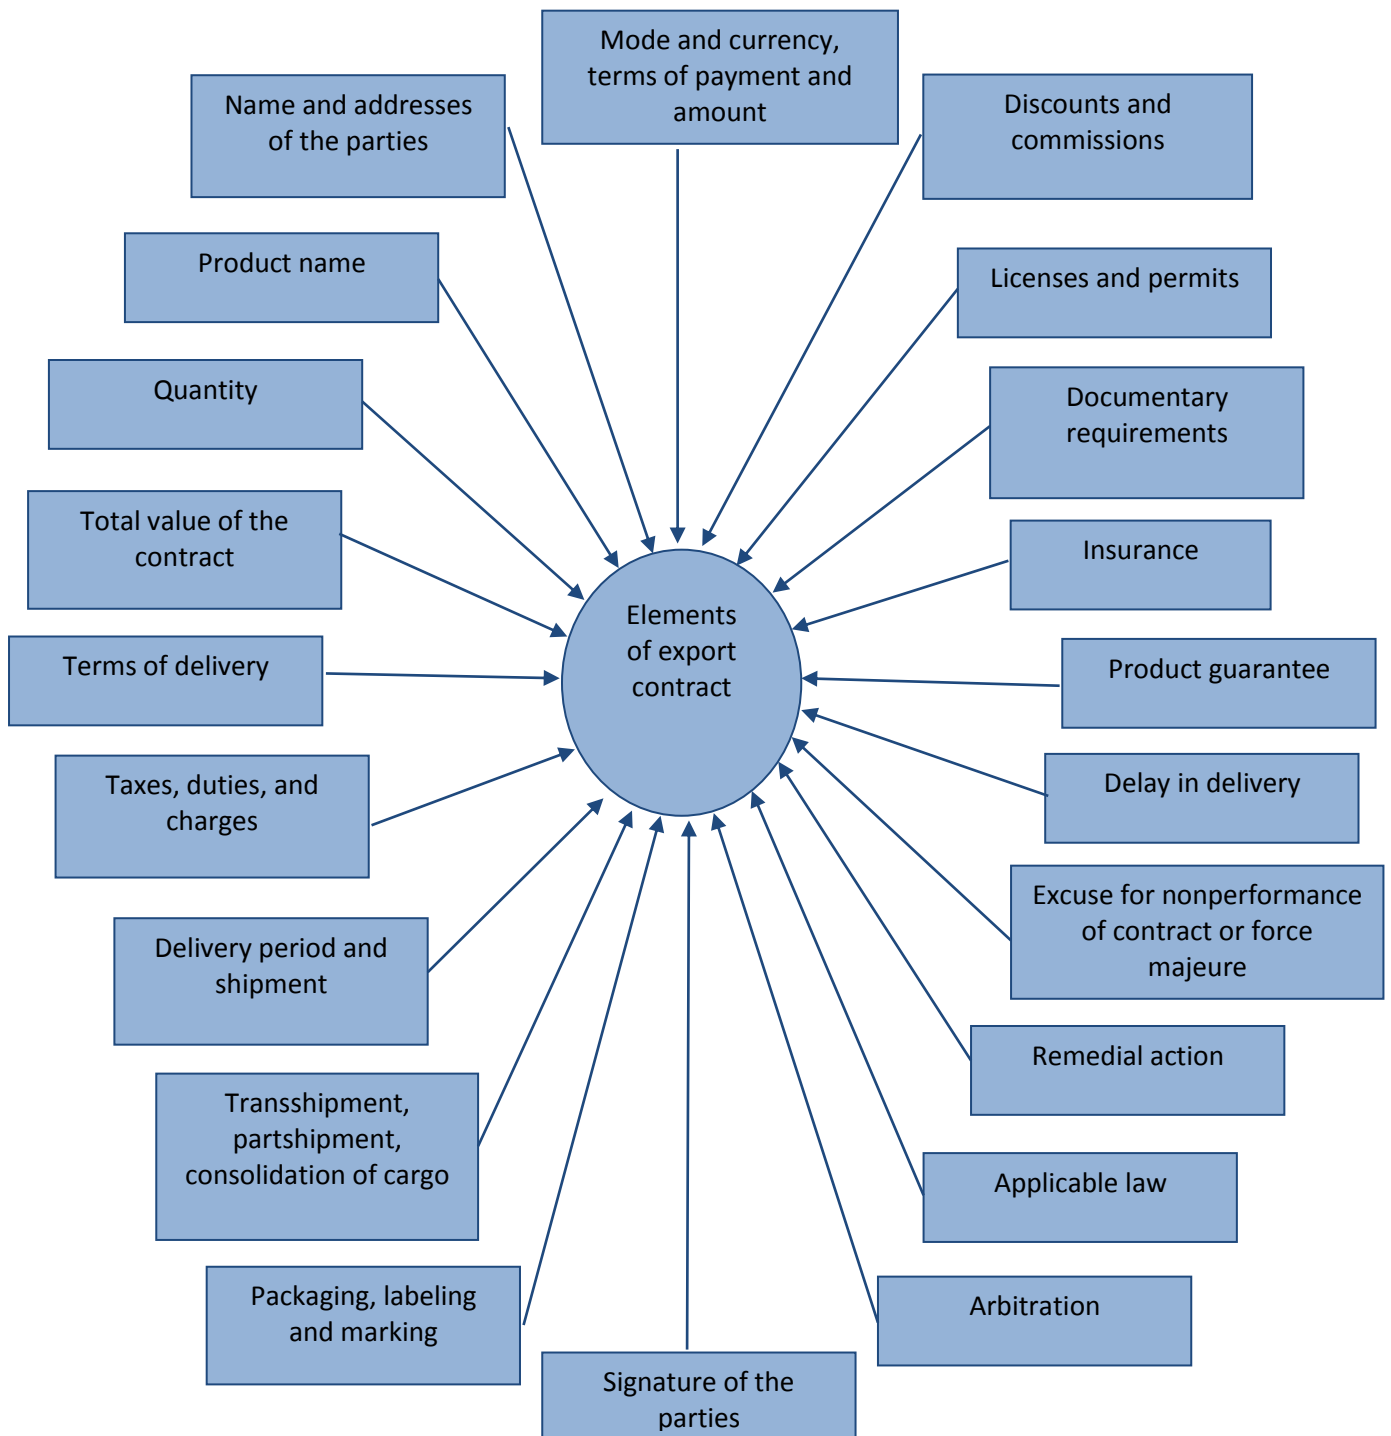 Mode and currency,
terms of payment and
amount
Name and addresses
of the parties
Discounts and
commissions
Product name
Licenses and permits
Quantity
Documentary
requirements
Total value of the
contract
Insurance
Elements
of export
contract
Terms of delivery
Product guarantee
Taxes, duties, and
charges
Delay in delivery
Delivery period and
shipment
Excuse for nonperformance
of contract or force
majeure
Transshipment,
partshipment,
consolidation of cargo
Remedial action
Applicable law
Packaging, labeling
and marking
Arbitration
Signature of the
parties